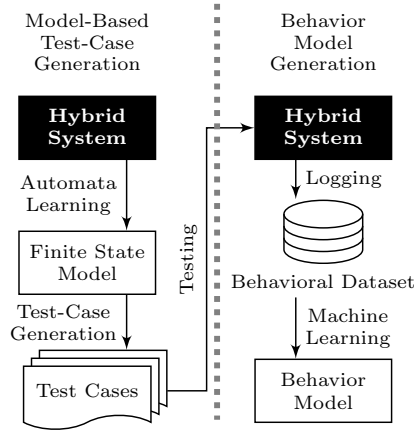 Model-Based
Test-Case
Generation
Hybrid
System
Automata
Learning
Finite State
Model
Test-Case
Generation
Test Cases
Testing
Behavior
Model
Generation
Hybrid
System
Logging
Behavioral Dataset
Machine
Learning
Behavior
Model